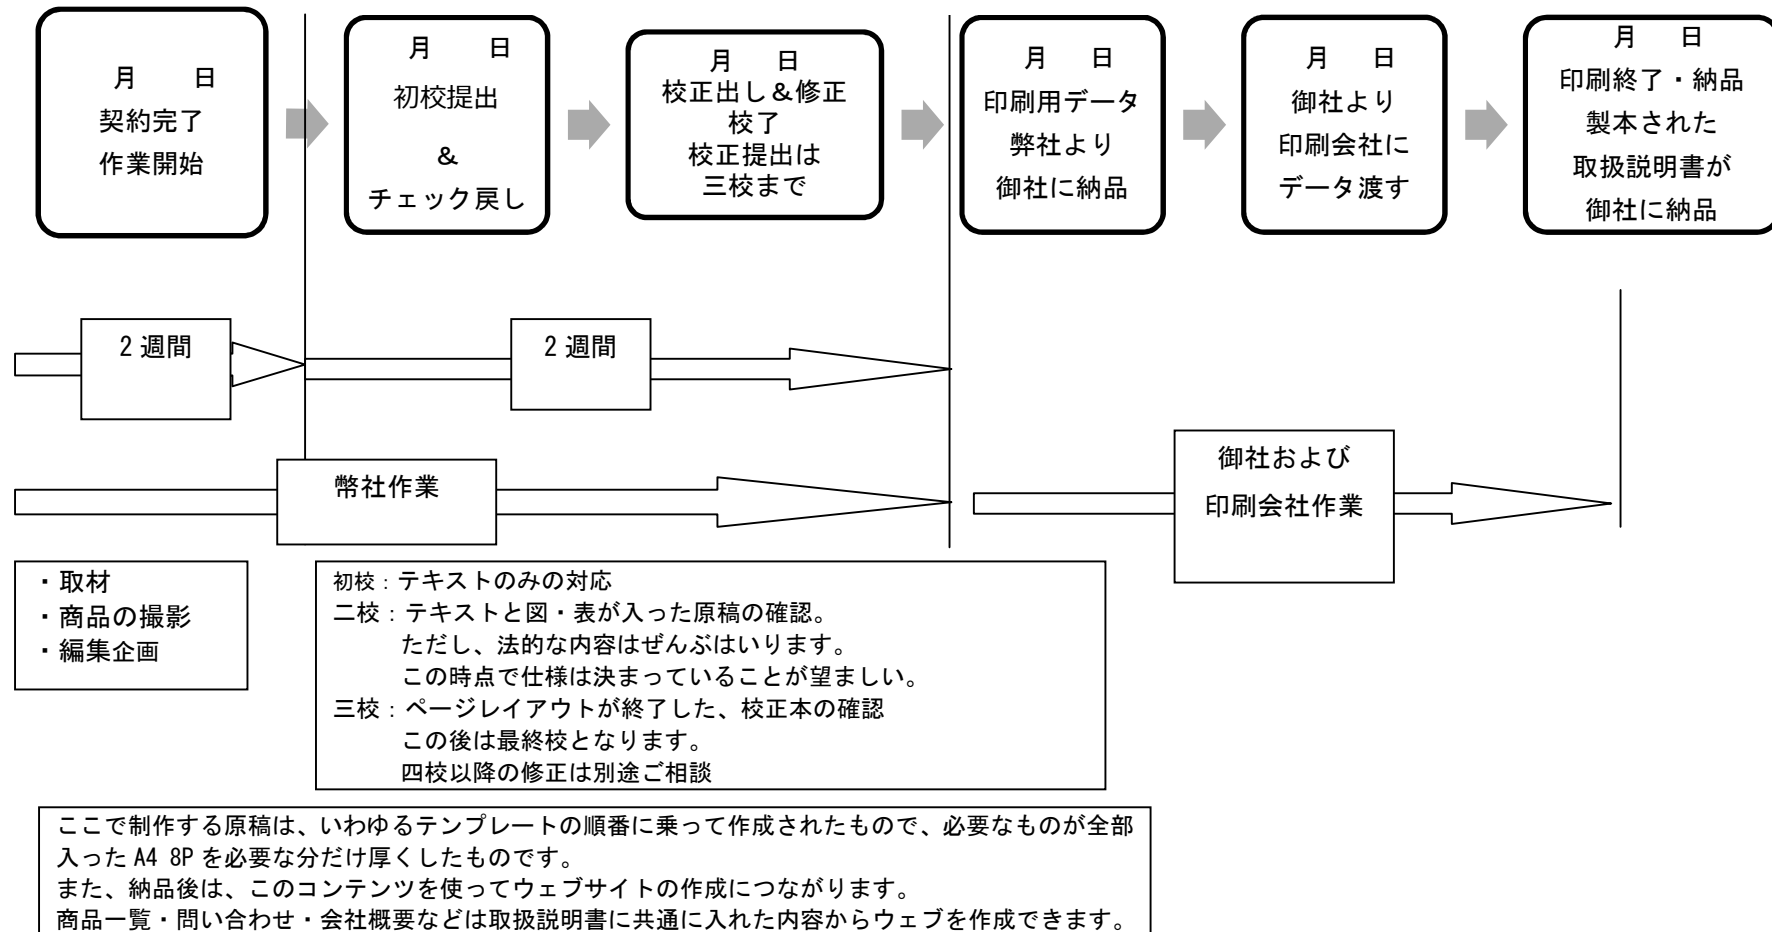 月　　日
契約完了
作業開始
月　　日
初校提出
&
チェック戻し
月　　日
校正出し&修正
校了
校正提出は
三校まで
月　　日
印刷用データ
弊社より
御社に納品
月　　日
御社より
印刷会社に
データ渡す
月　　日
印刷終了・納品
製本された
取扱説明書が
御社に納品
2 週間
2 週間
幣社作業
御社および
印刷会社作業
・取材
・商品の撮影
・編集企画
初校：テキストのみの対応
二校：テキストと図・表が入った原稿の確認。
ただし、法的な内容はぜんぶはいります。
この時点で仕様は決まっていることが望ましい。
三校：ページレイアウトが終了した、校正本の確認
この後は最終校となります。
四校以降の修正は別途ご相談
ここで制作する原稿は、いわゆるテンプレートの順番に乗って作成されたもので、必要なものが全部
入った A4 8P を必要な分だけ厚くしたものです。
また、納品後は、このコンテンツを使ってウェブサイトの作成につながります。
商品一覧・問い合わせ・会社概要などは取扱説明書に共通に入れた内容からウェブを作成できます。